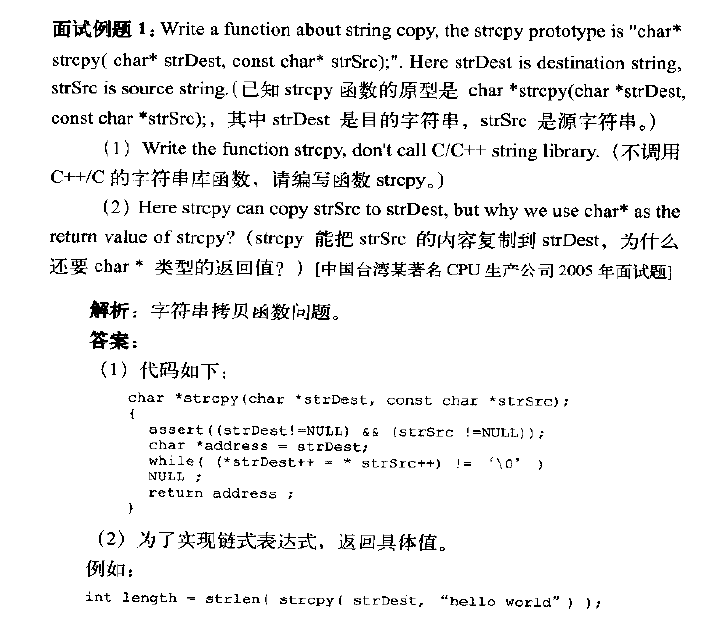 面试例题 1：Write a function about string copy, the strcpy prototype is "char*
strcpy( char* strDest, const char* strSrc);". Here strDest is destination string,
strSrc is source string.(已知 strcpy 函数的原型是 char *strcpy(char *strDest,
const char *strSrc);，其中 strDest 是目的字符串，strSrc 是源字符串。)
（1）Write the function strcpy, don't call C/C++ string library.（不调用
C++/C 的字符串库函数，请编写函数 strcpy。）
（2）Here strcpy can copy strSrc to strDest, but why we use char* as the
return value of strcpy?（strcpy 能把 strSrc 的内容复制到 strDest，为什么
还要 char * 类型的返回值？）[中国台湾某著名 CPU 生产公司 2005 年面试题]
解析：字符串拷贝函数问题。
答案：
（1）代码如下：
char *strcpy(char *strDest, const char *strSrc);
{
assert((strDest!=NULL) && (strSrc !=NULL));
char *address = strDest;
while( (*strDest++ = * strSrc++) != '\0' )
NULL ;
return address ;
}
（2）为了实现链式表达式，返回具体值。
例如：
int length = strlen( strcpy( strDest, "hello world" ) );